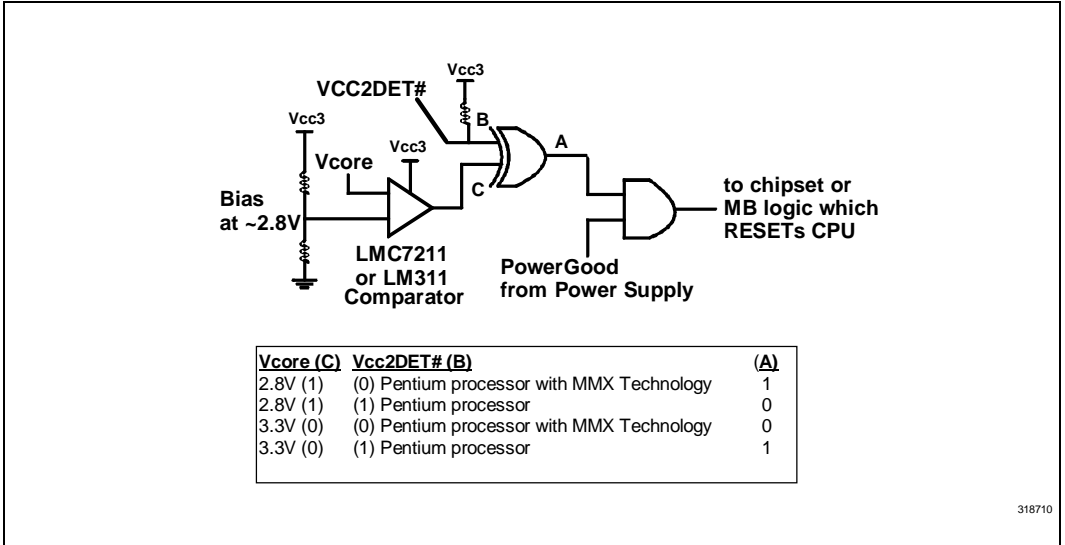 Vcc3
VCC2DET#
B
Vcc3
A
Vcore
Vcc3
C
Bias
at ~2.8V
to chipset or
MB logic which
RESETs CPU
LMC7211
or LM311
Comparator
PowerGood
from Power Supply
Vcore (C) Vcc2DET# (B) (A)
2.8V (1) (0) Pentium processor with MMX Technology 1
2.8V (1) (1) Pentium processor 0
3.3V (0) (0) Pentium processor with MMX Technology 0
3.3V (0) (1) Pentium processor 1
318710